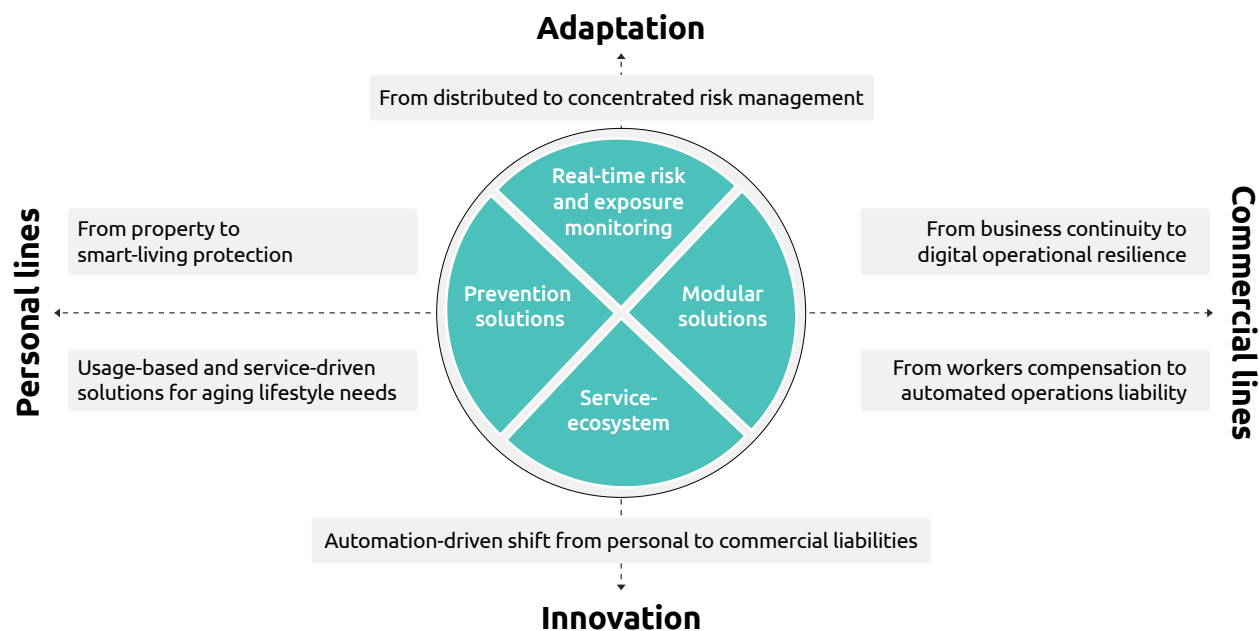 Adaptation
From distributed to concentrated risk management
Real-time risk
and exposure
monitoring
Personal lines
From property to
smart-living protection
From business continuity to
digital operational resilience
Commercial lines
Prevention
solutions
Modular
solutions
Usage-based and service-driven
solutions for aging lifestyle needs
From workers compensation to
automated operations liability
Service-
ecosystem
Automation-driven shift from personal to commercial liabilities
Innovation